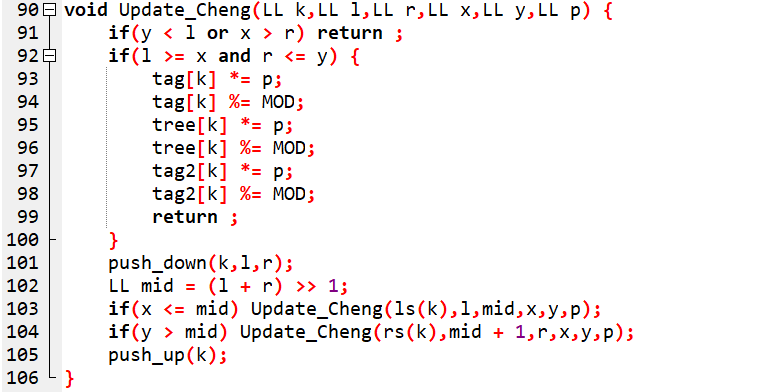 90 void Update_Cheng(LL k,LL l,LL r,LL x,LL y,LL p) {
91     if(y < l or x > r) return ;
92     if(l >= x and r <= y) {
93         tag[k] *= p;
94         tag[k] %= MOD;
95         tree[k] *= p;
96         tree[k] %= MOD;
97         tag2[k] *= p;
98         tag2[k] %= MOD;
99         return ;
100     }
101     push_down(k,l,r);
102     LL mid = (l + r) >> 1;
103     if(x <= mid) Update_Cheng(ls(k),l,mid,x,y,p);
104     if(y > mid) Update_Cheng(rs(k),mid + 1,r,x,y,p);
105     push_up(k);
106 }